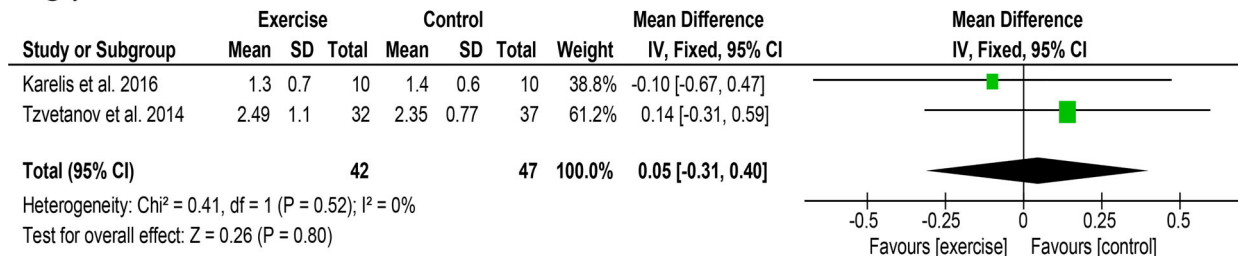 Exercise Control Mean Difference Mean Difference
Study or Subgroup Mean SD Total Mean SD Total Weight IV, Fixed, 95% CI IV, Fixed, 95% CI
Karelis et al. 2016 1.3 0.7 10 1.4 0.6 10 38.8% -0.10 [-0.67, 0.47]
Tzvetanov et al. 2014 2.49 1.1 32 2.35 0.77 37 61.2% 0.14 [-0.31, 0.59]
Total (95% CI) 42 47 100.0% 0.05 [-0.31, 0.40]
Heterogeneity: Chi² = 0.41, df = 1 (P = 0.52); I² = 0%
Test for overall effect: Z = 0.26 (P = 0.80)
-0.5 -0.25 0 0.25 0.5
Favours [exercise] Favours [control]